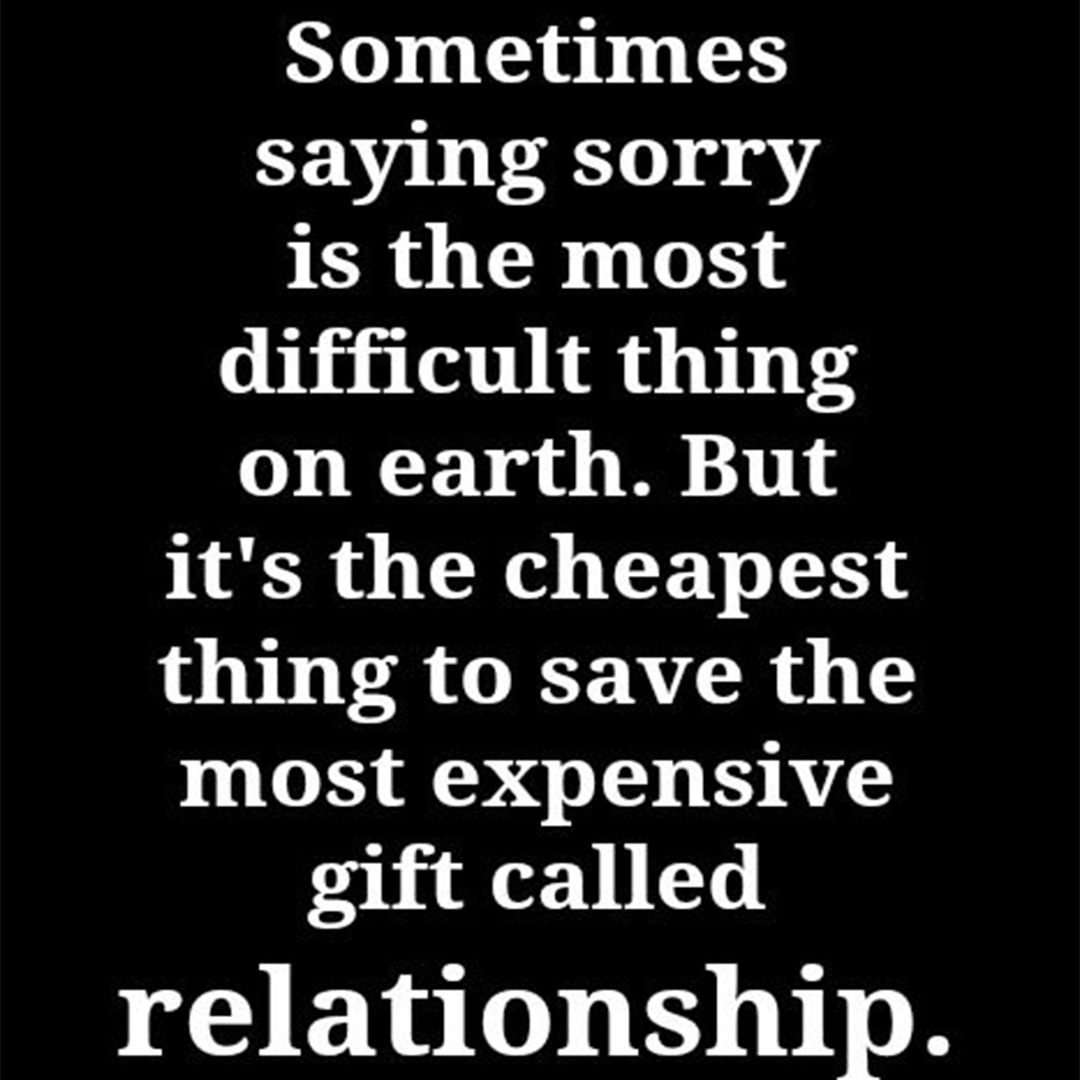 Sometimes
saying sorry
is the most
difficult thing
on earth. But
it's the cheapest
thing to save the
most expensive
gift called
relationship.